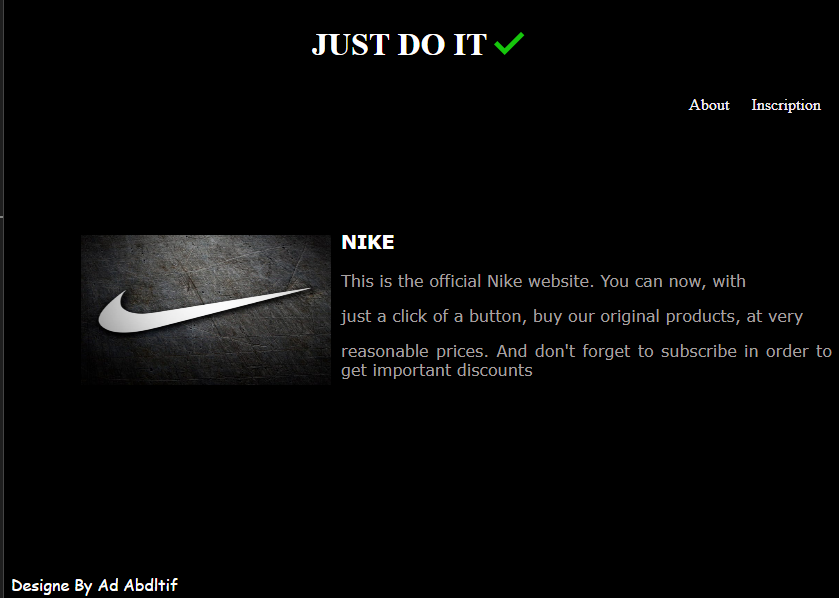 JUST DO IT
About Inscription
NIKE
This is the official Nike website. You can now, with
just a click of a button, buy our original products, at very
reasonable prices. And don't forget to subscribe in order to
get important discounts
Designe By Ad Abdltif